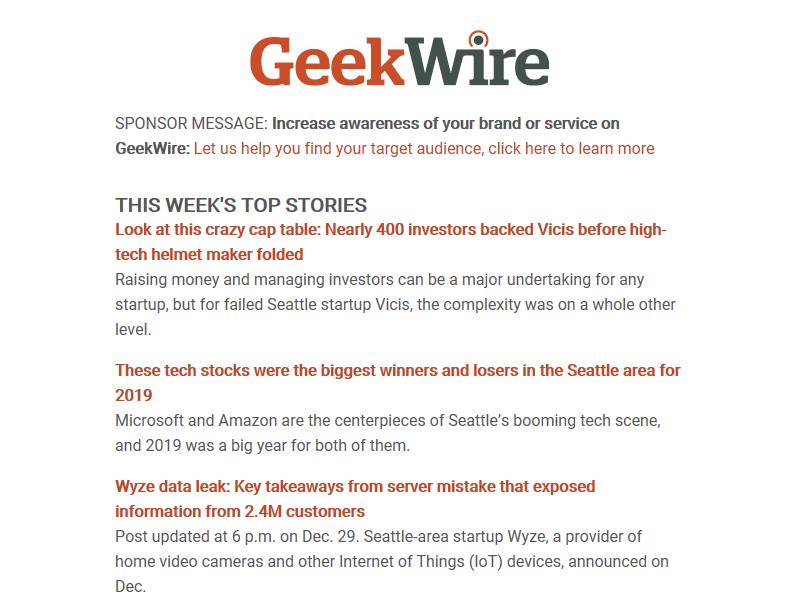 GeekWire
SPONSOR MESSAGE: Increase awareness of your brand or service on
GeekWire: Let us help you find your target audience, click here to learn more
THIS WEEK'S TOP STORIES
Look at this crazy cap table: Nearly 400 investors backed Vicis before high-
tech helmet maker folded
Raising money and managing investors can be a major undertaking for any
startup, but for failed Seattle startup Vicis, the complexity was on a whole other
level.
These tech stocks were the biggest winners and losers in the Seattle area for
2019
Microsoft and Amazon are the centerpieces of Seattle’s booming tech scene,
and 2019 was a big year for both of them.
Wyze data leak: Key takeaways from server mistake that exposed
information from 2.4M customers
Post updated at 6 p.m. on Dec. 29. Seattle-area startup Wyze, a provider of
home video cameras and other Internet of Things (IoT) devices, announced on
Dec.